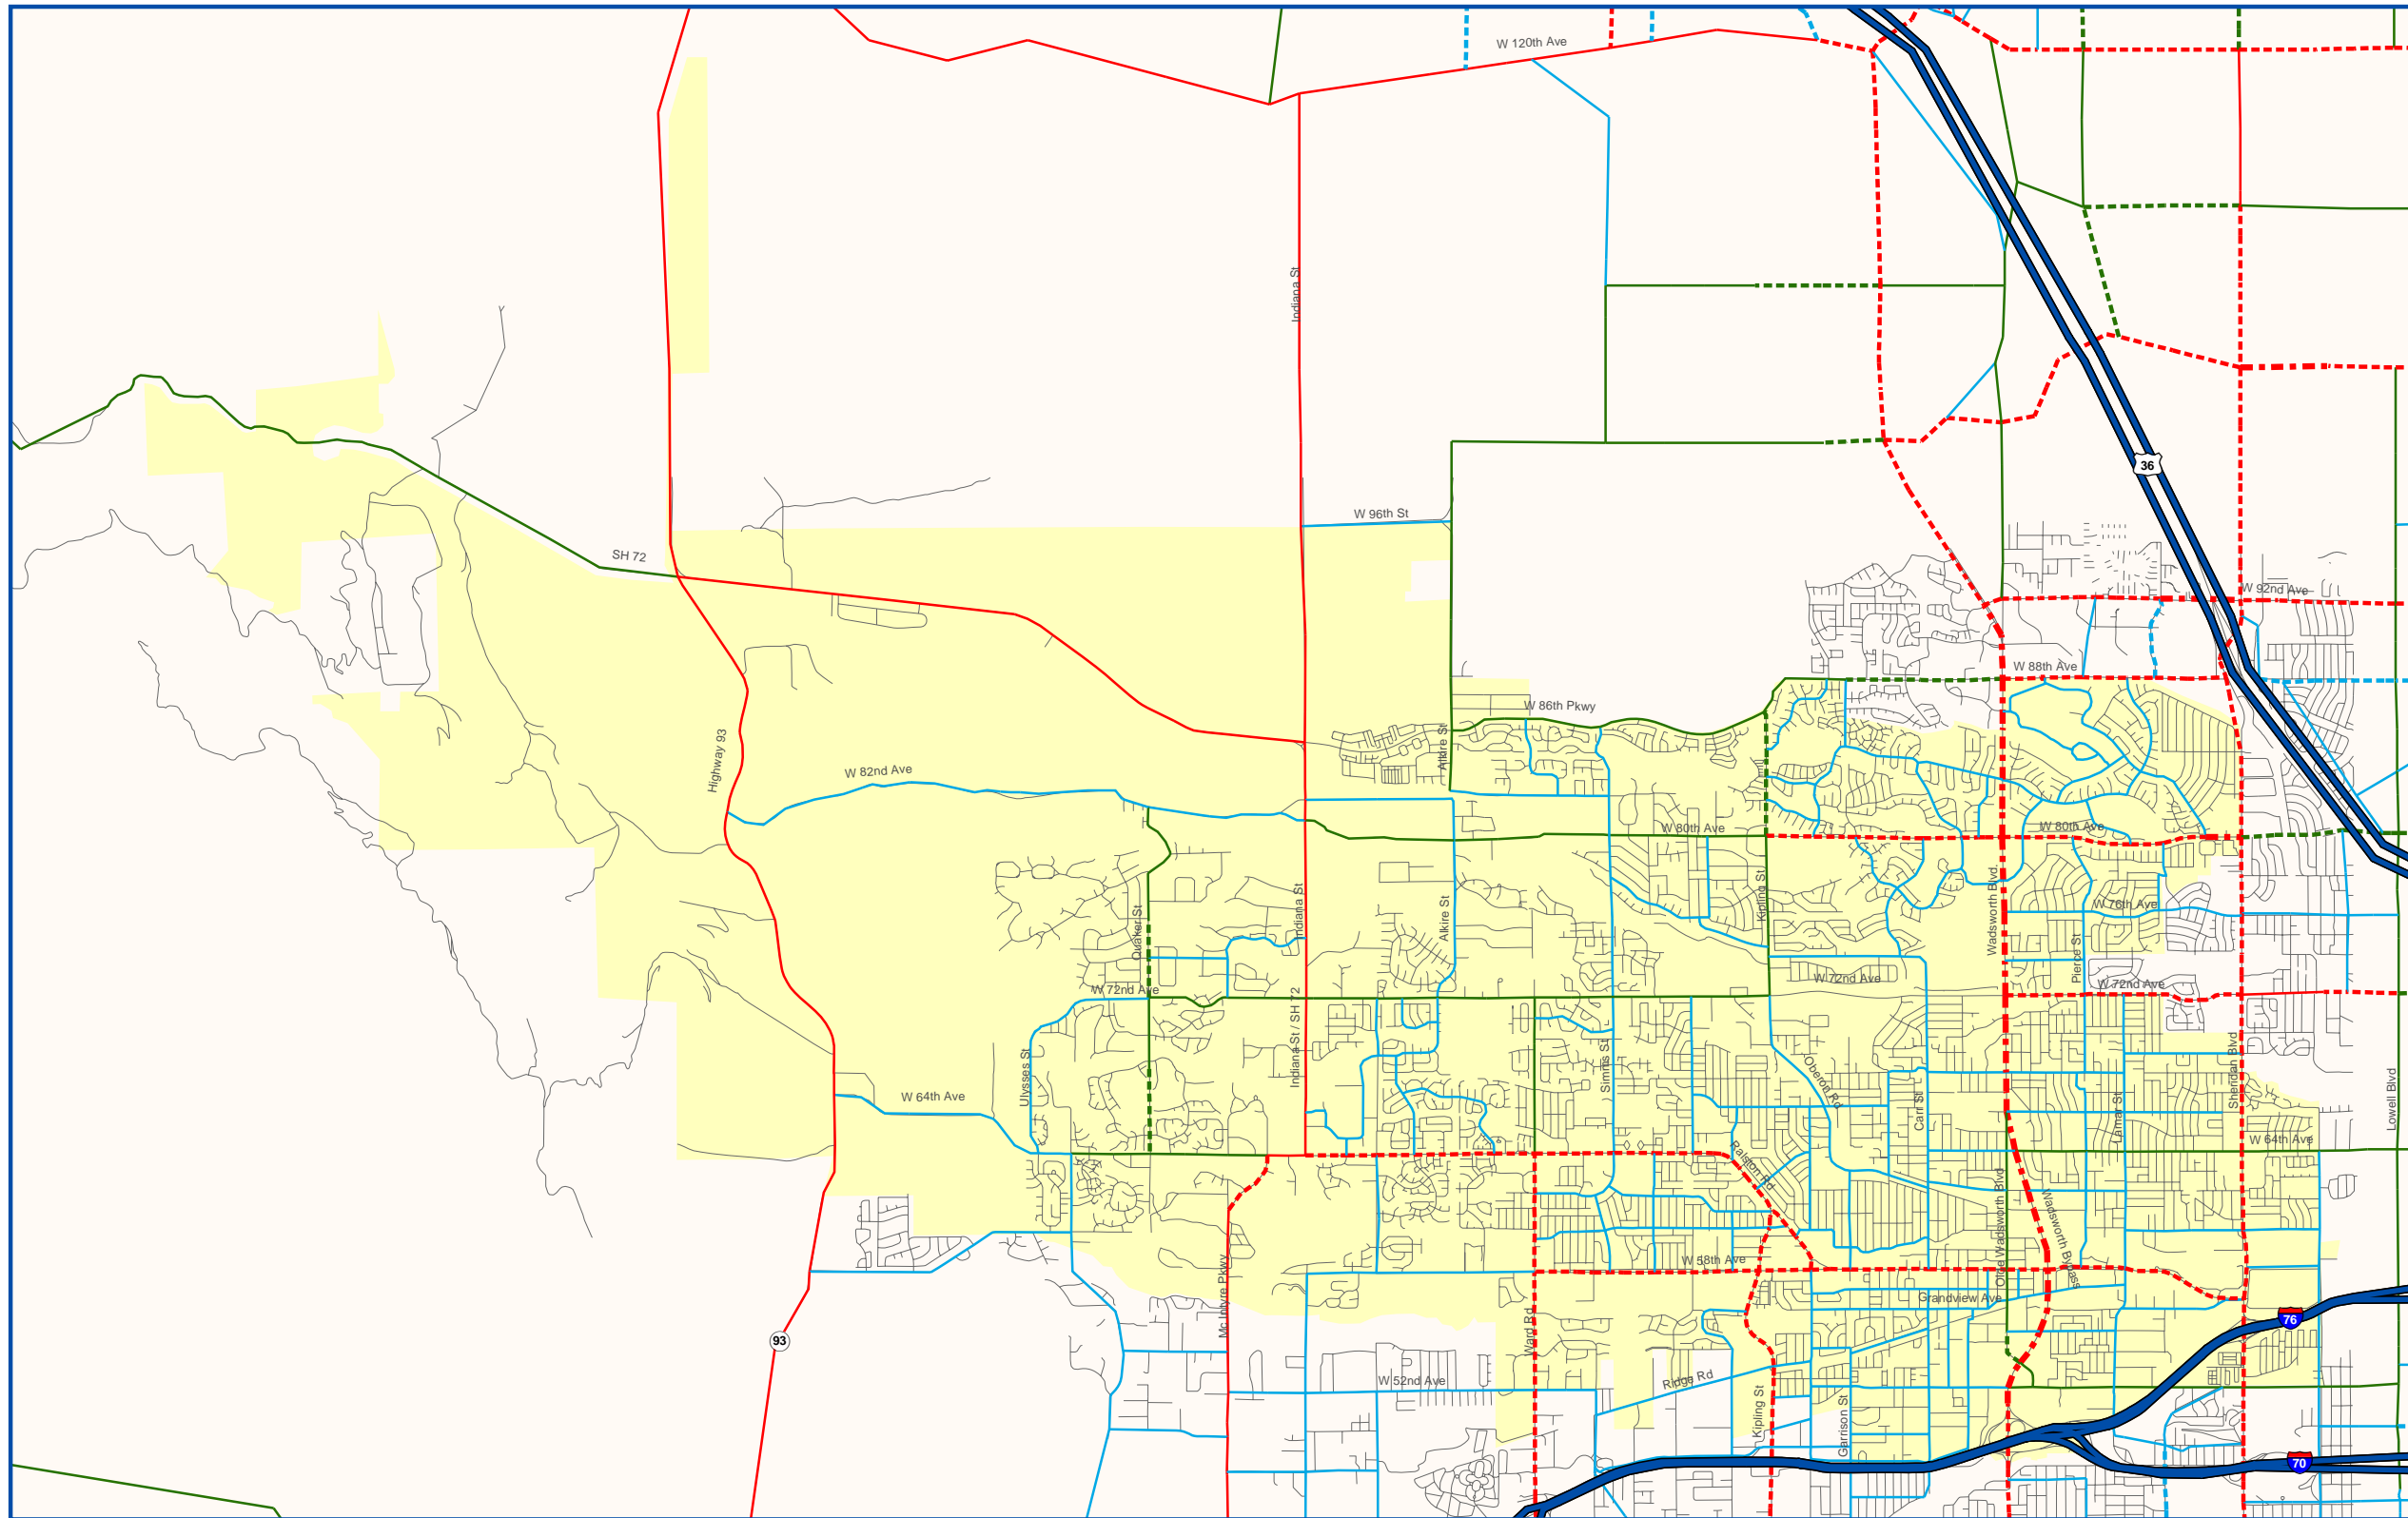 W 120th Ave
Indiana St
36
W 96th St
SH 72
W 92nd Ave
W 88th Ave
W 86th Pkwy
Alkire St
Highway 93
W 82nd Ave
W 80th Ave
W 80th Ave
Kipling St
Wadsworth Blvd.
Indiana St
Alkire St
Quaker St
W 76th Ave
Pierce St
W 72nd Ave
W 72nd Ave
W 72nd Ave
Indiana St / SH 72
Ulysses St
Simms St
Oberon Rd
Carr St
Lamar St
Sheridan Blvd
Lowell Blvd
W 64th Ave
W 64th Ave
Ralston Rd
Olde Wadsworth Blvd
Wadsworth Bypass
W 58th Ave
Mc Intyre Pkwy
Grandview Ave
Ward Rd
76
93
W 52nd Ave
Ridge Rd
Kipling St
Garrison St
70